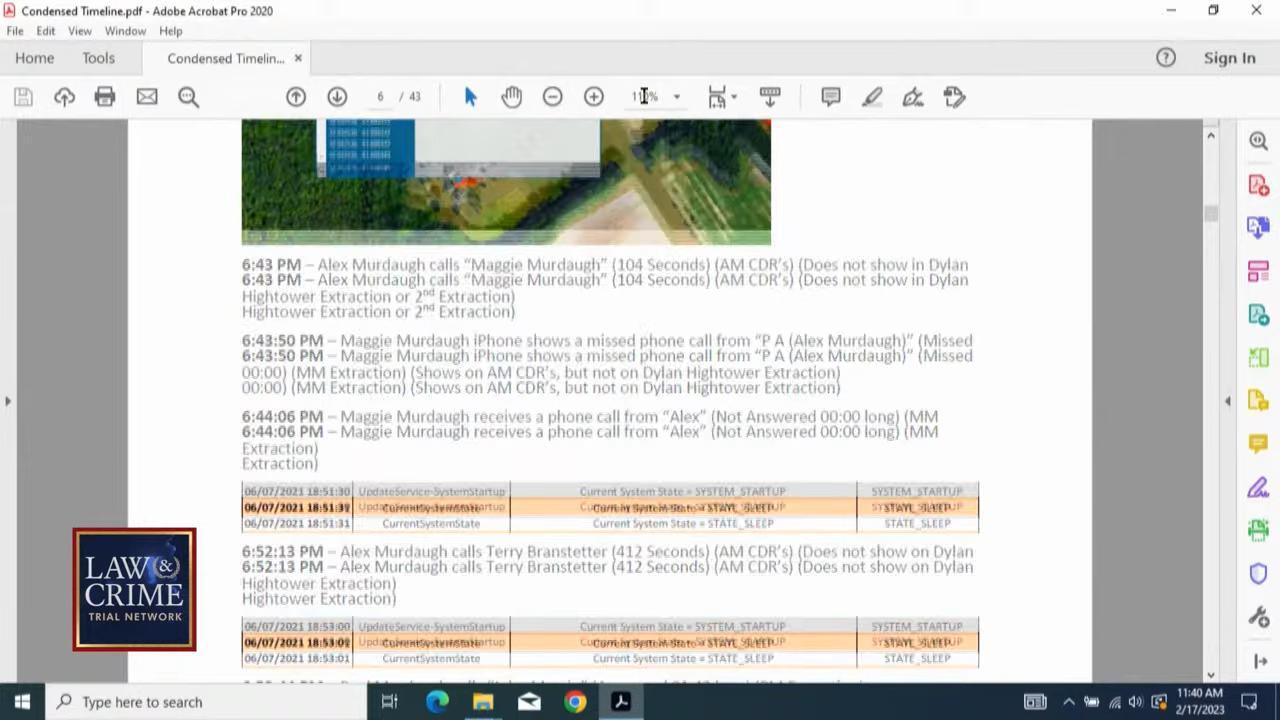 Condensed Timeline.pdf - Adobe Acrobat Pro 2020
File Edit View Window Help
Home Tools Condensed Timelin... × ? Sign In
6 / 43
6:43 PM – Alex Murdaugh calls “Maggie Murdaugh” (104 Seconds) (AM CDR’s) (Does not show in Dylan
6:43 PM – Alex Murdaugh calls “Maggie Murdaugh” (104 Seconds) (AM CDR’s) (Does not show in Dylan
Hightower Extraction or 2nd Extraction)
Hightower Extraction or 2nd Extraction)
6:43:50 PM – Maggie Murdaugh iPhone shows a missed phone call from “P A (Alex Murdaugh)” (Missed
6:43:50 PM – Maggie Murdaugh iPhone shows a missed phone call from “P A (Alex Murdaugh)” (Missed
00:00) (MM Extraction) (Shows on AM CDR’s, but not on Dylan Hightower Extraction)
00:00) (MM Extraction) (Shows on AM CDR’s, but not on Dylan Hightower Extraction)
6:44:06 PM – Maggie Murdaugh receives a phone call from “Alex” (Not Answered 00:00 long) (MM
6:44:06 PM – Maggie Murdaugh receives a phone call from “Alex” (Not Answered 00:00 long) (MM
Extraction)
Extraction)
06/07/2021 18:51:30 UpdateService-SystemStartup Current System State = SYSTEM_STARTUP SYSTEM_STARTUP
06/07/2021 18:51:31 CurrentSystemState Current System State = STATE_SLEEP STATE_SLEEP
6:52:13 PM – Alex Murdaugh calls Terry Branstetter (412 Seconds) (AM CDR’s) (Does not show on Dylan
6:52:13 PM – Alex Murdaugh calls Terry Branstetter (412 Seconds) (AM CDR’s) (Does not show on Dylan
Hightower Extraction)
Hightower Extraction)
06/07/2021 18:53:00 UpdateService-SystemStartup Current System State = SYSTEM_STARTUP SYSTEM_STARTUP
06/07/2021 18:53:01 CurrentSystemState Current System State = STATE_SLEEP STATE_SLEEP
LAW &
CRIME
TRIAL NETWORK
Type here to search
11:40 AM
2/17/2023